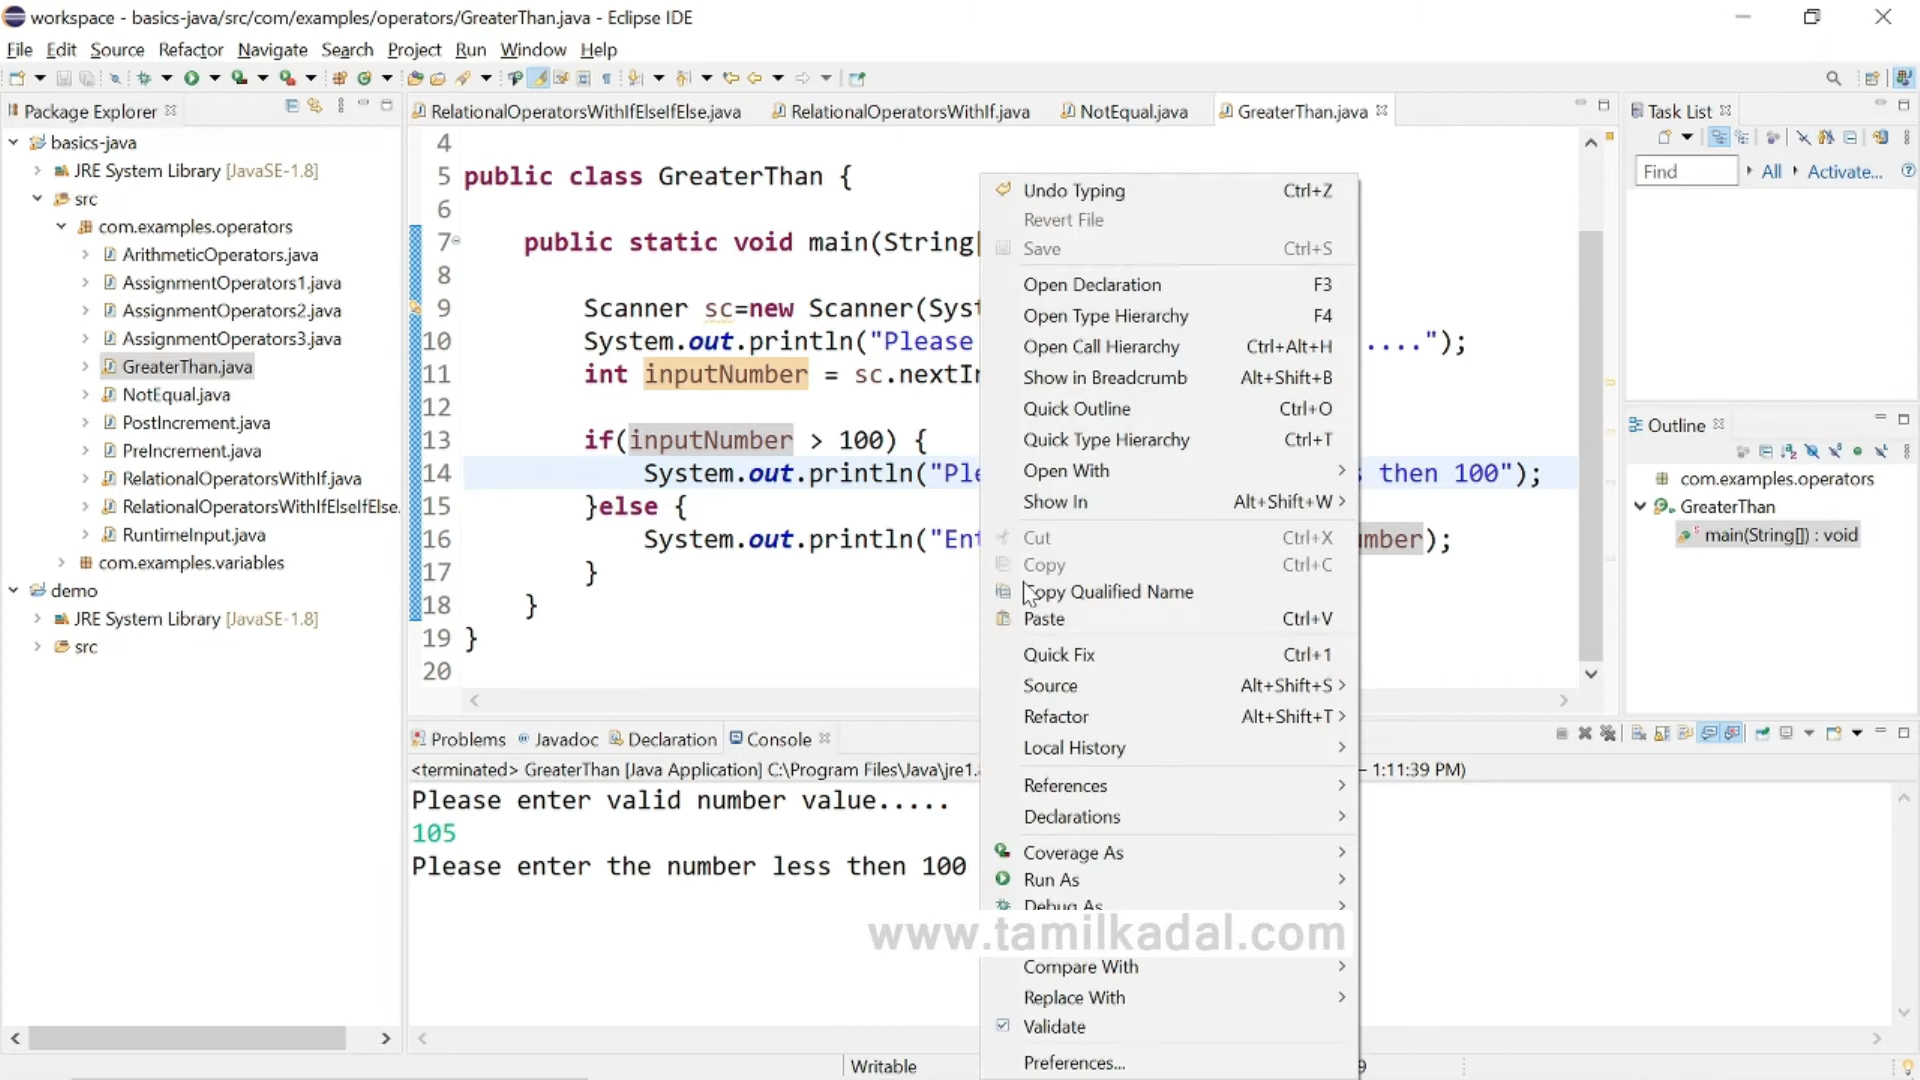 workspace - basics-java/src/com/examples/operators/GreaterThan.java - Eclipse IDE
File Edit Source Refactor Navigate Search Project Run Window Help
Package Explorer
basics-java
JRE System Library [JavaSE-1.8]
src
com.examples.operators
ArithmeticOperators.java
AssignmentOperators1.java
AssignmentOperators2.java
AssignmentOperators3.java
GreaterThan.java
NotEqual.java
PostIncrement.java
PreIncrement.java
RelationalOperatorsWithIf.java
RelationalOperatorsWithIfElseIfElse.
RuntimeInput.java
com.examples.variables
demo
JRE System Library [JavaSE-1.8]
src
RelationalOperatorsWithIfElseIfElse.java RelationalOperatorsWithIf.java NotEqual.java GreaterThan.java
4
5 public class GreaterThan {
6
7 public static void main(String
8
9 Scanner sc=new Scanner(Syst
10 System.out.println("Please ....");
11 int inputNumber = sc.nextIn
12
13 if(inputNumber > 100) {
14 System.out.println("Ple s then 100");
15 }else {
16 System.out.println("Ent umber);
17 }
18 }
19 }
20
Undo Typing Ctrl+Z
Revert File
Save Ctrl+S
Open Declaration F3
Open Type Hierarchy F4
Open Call Hierarchy Ctrl+Alt+H
Show in Breadcrumb Alt+Shift+B
Quick Outline Ctrl+O
Quick Type Hierarchy Ctrl+T
Open With
Show In Alt+Shift+W
Cut Ctrl+X
Copy Ctrl+C
Copy Qualified Name
Paste Ctrl+V
Quick Fix Ctrl+1
Source Alt+Shift+S
Refactor Alt+Shift+T
Local History
References
Declarations
Coverage As
Run As
Debug As
Compare With
Replace With
Validate
Preferences...
Problems Javadoc Declaration Console
<terminated> GreaterThan [Java Application] C:\Program Files\Java\jre1. – 1:11:39 PM)
Please enter valid number value.....
105
Please enter the number less then 100
www.tamilkadal.com
Task List
Find All Activate...
Outline
com.examples.operators
GreaterThan
main(String[]) : void
Writable